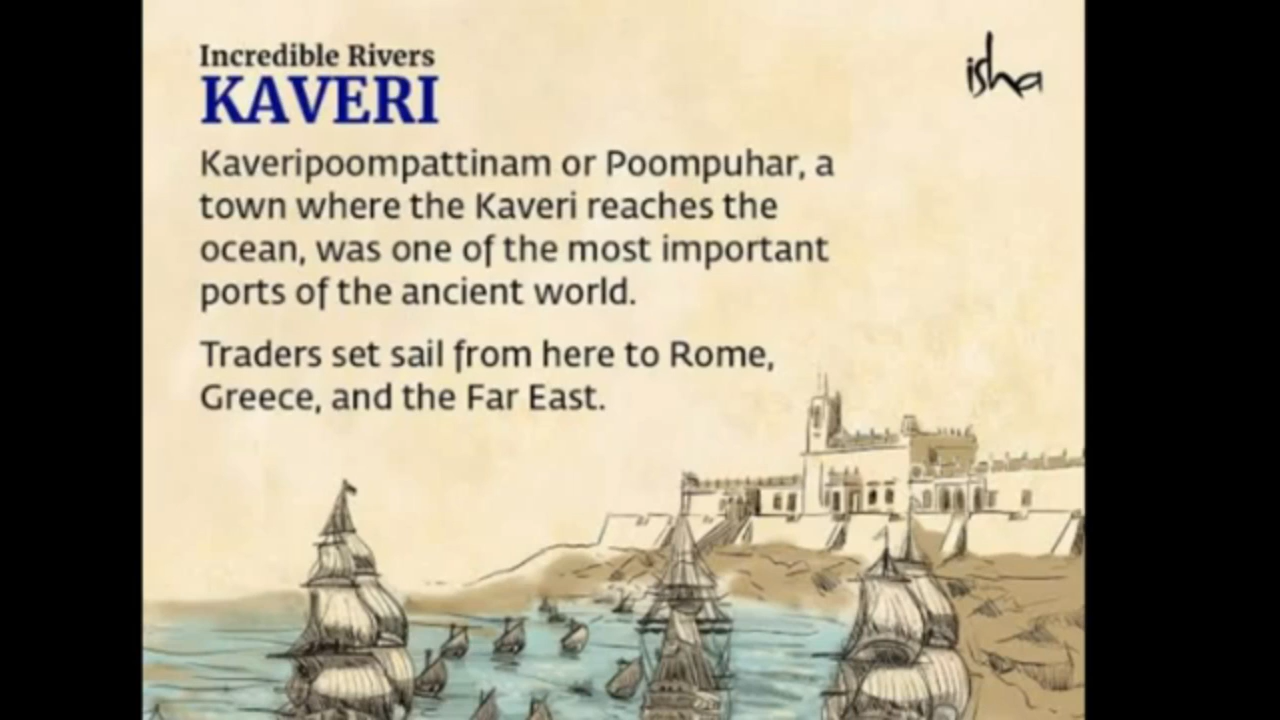 Incredible Rivers
KAVERI
isha
Kaveripoompattinam or Poompuhar, a
town where the Kaveri reaches the
ocean, was one of the most important
ports of the ancient world.
Traders set sail from here to Rome,
Greece, and the Far East.